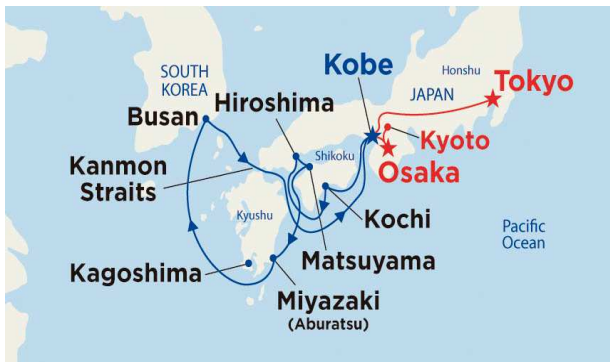 SOUTH
KOREA
Busan
Hiroshima
Kobe
Honshu
JAPAN
Tokyo
Kyoto
Osaka
Kanmon
Straits
Shikoku
Kyushu
Kochi
Pacific
Ocean
Kagoshima
Matsuyama
Miyazaki
(Aburatsu)